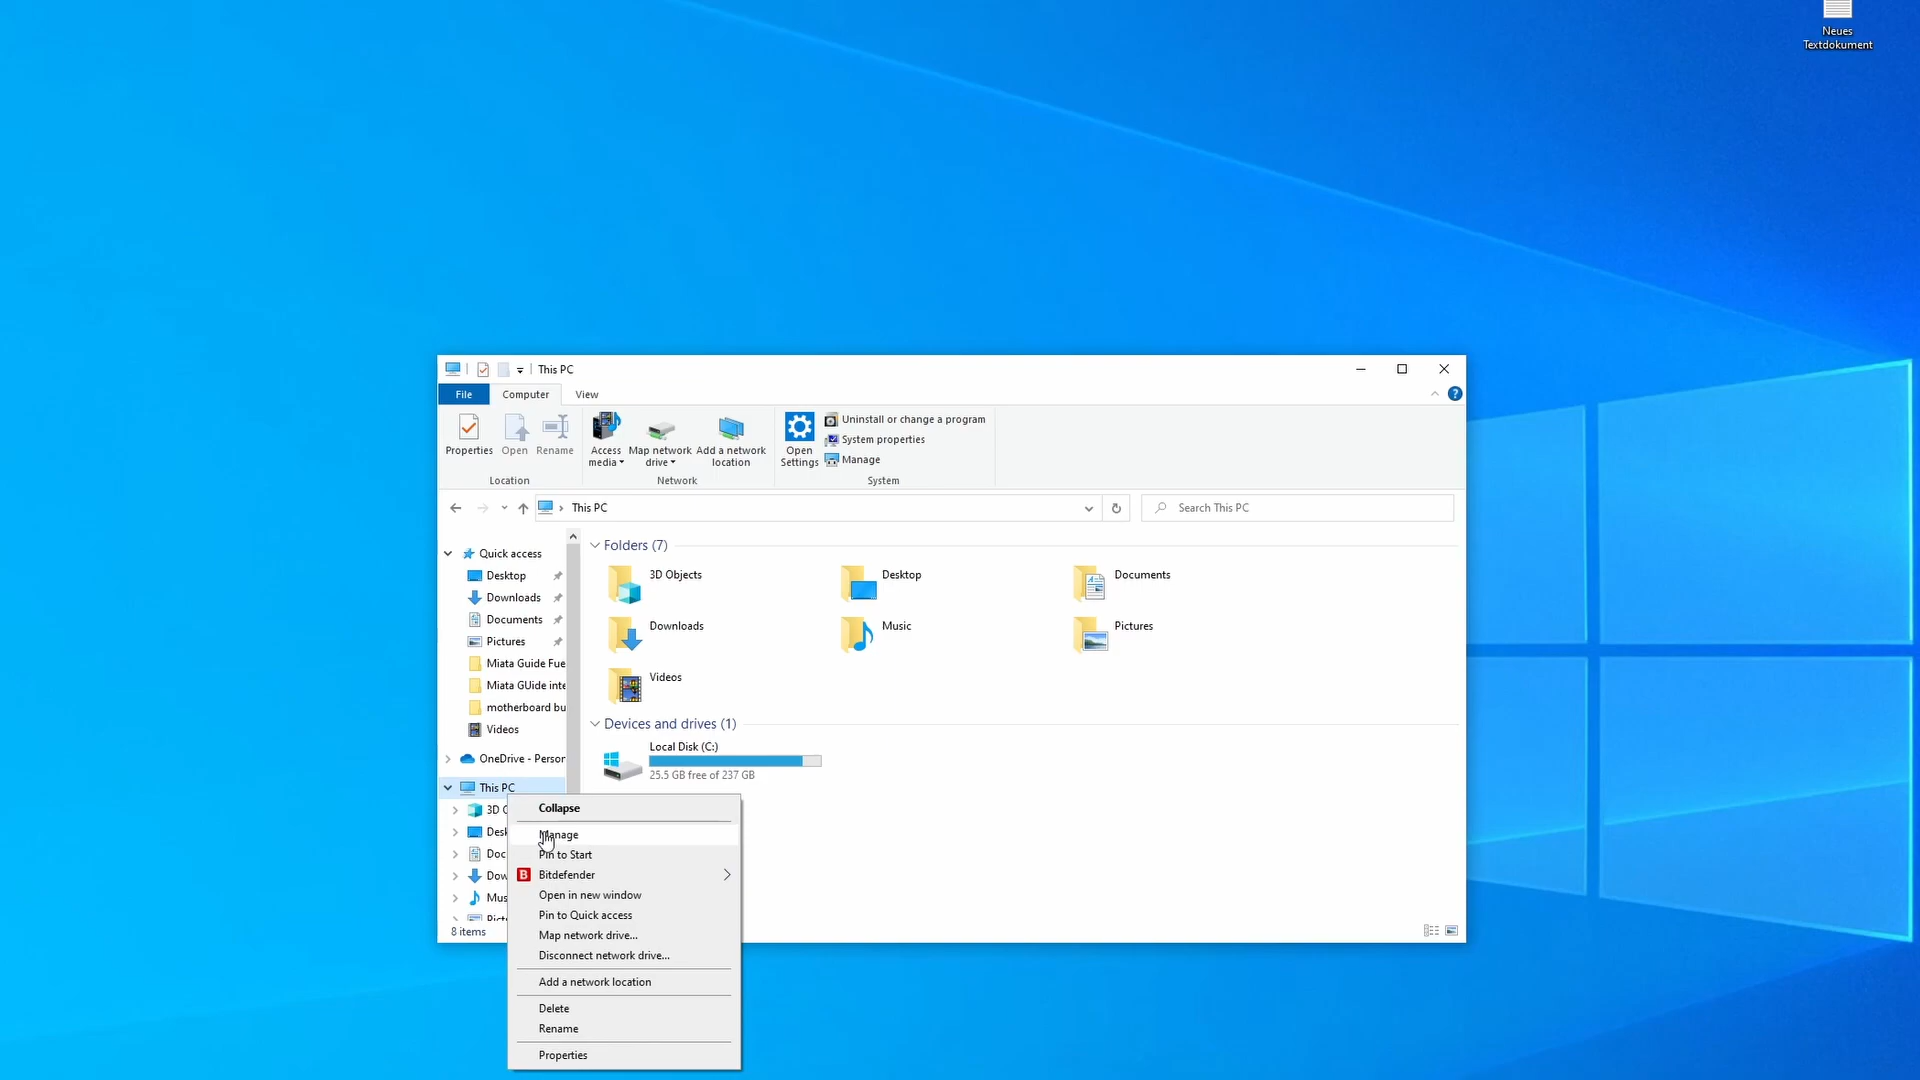 Neues
Textdokument
This PC
File
Computer
View
Properties
Open
Rename
Access
media
Map network
drive
Add a network
location
Open
Settings
Uninstall or change a program
System properties
Manage
Location
Network
System
This PC
Search This PC
Quick access
Desktop
Downloads
Documents
Pictures
Miata Guide Fue
Miata GUide inte
motherboard bu
Videos
OneDrive - Person
This PC
3D O
Desk
Doc
Dow
Mus
Pict
8 items
Folders (7)
3D Objects
Desktop
Documents
Downloads
Music
Pictures
Videos
Devices and drives (1)
Local Disk (C:)
25.5 GB free of 237 GB
Collapse
Manage
Pin to Start
B Bitdefender
Open in new window
Pin to Quick access
Map network drive...
Disconnect network drive...
Add a network location
Delete
Rename
Properties